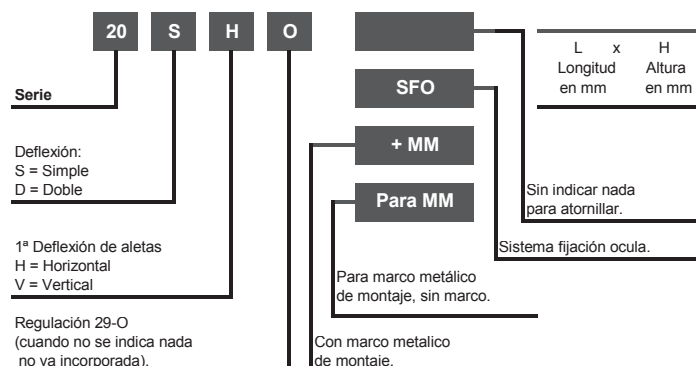 20 S H O
L x H
Longitud Altura
en mm en mm
SFO
Serie
+ MM
Deflexión:
S = Simple
D = Doble
Para MM
Sin indicar nada
para atornillar.
1ª Deflexión de aletas
H = Horizontal
V = Vertical
Sistema fijación ocula.
Para marco metálico
de montaje, sin marco.
Regulación 29-O
(cuando no se indica nada
no va incorporada).
Con marco metalico
de montaje.